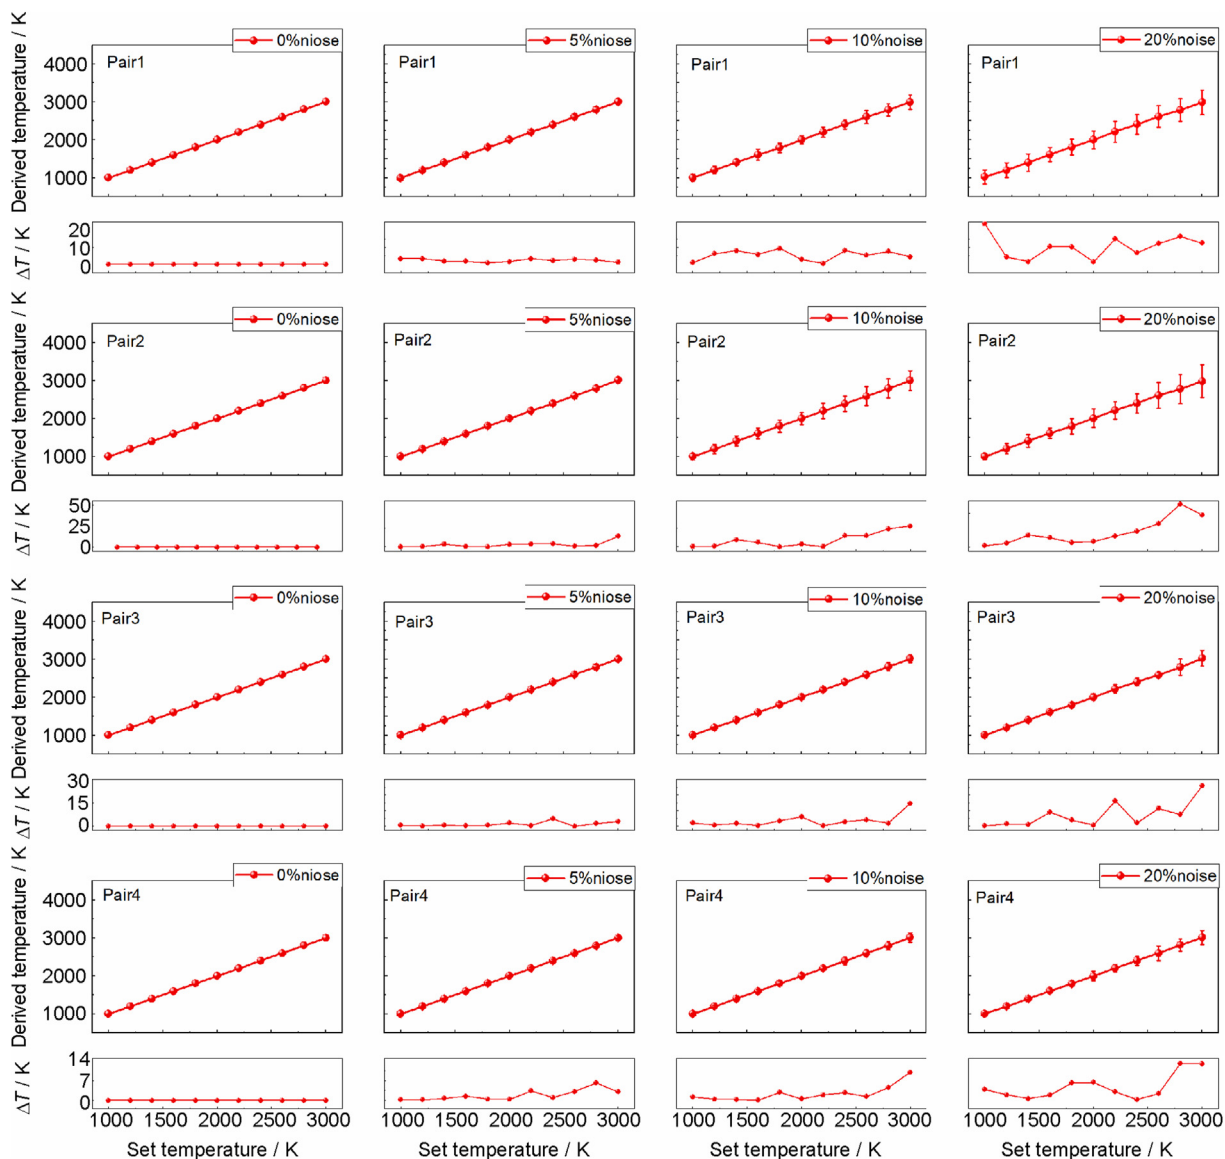 0%niose 5%niose 10%noise 20%noise
Derived temperature / K
4000 Pair1 Pair1 Pair1 Pair1
3000
2000
1000
ΔT / K
20
10
0
0%niose 5%niose 10%noise 20%noise
Derived temperature / K
4000 Pair2 Pair2 Pair2 Pair2
3000
2000
1000
ΔT / K
50
25
0
0%niose 5%niose 10%noise 20%noise
Derived temperature / K
4000 Pair3 Pair3 Pair3 Pair3
3000
2000
1000
ΔT / K
30
15
0
0%niose 5%niose 10%noise 20%noise
Derived temperature / K
4000 Pair4 Pair4 Pair4 Pair4
3000
2000
1000
ΔT / K
14
7
0
1000 1500 2000 2500 3000 1000 1500 2000 2500 3000 1000 1500 2000 2500 3000 1000 1500 2000 2500 3000
Set temperature / K Set temperature / K Set temperature / K Set temperature / K